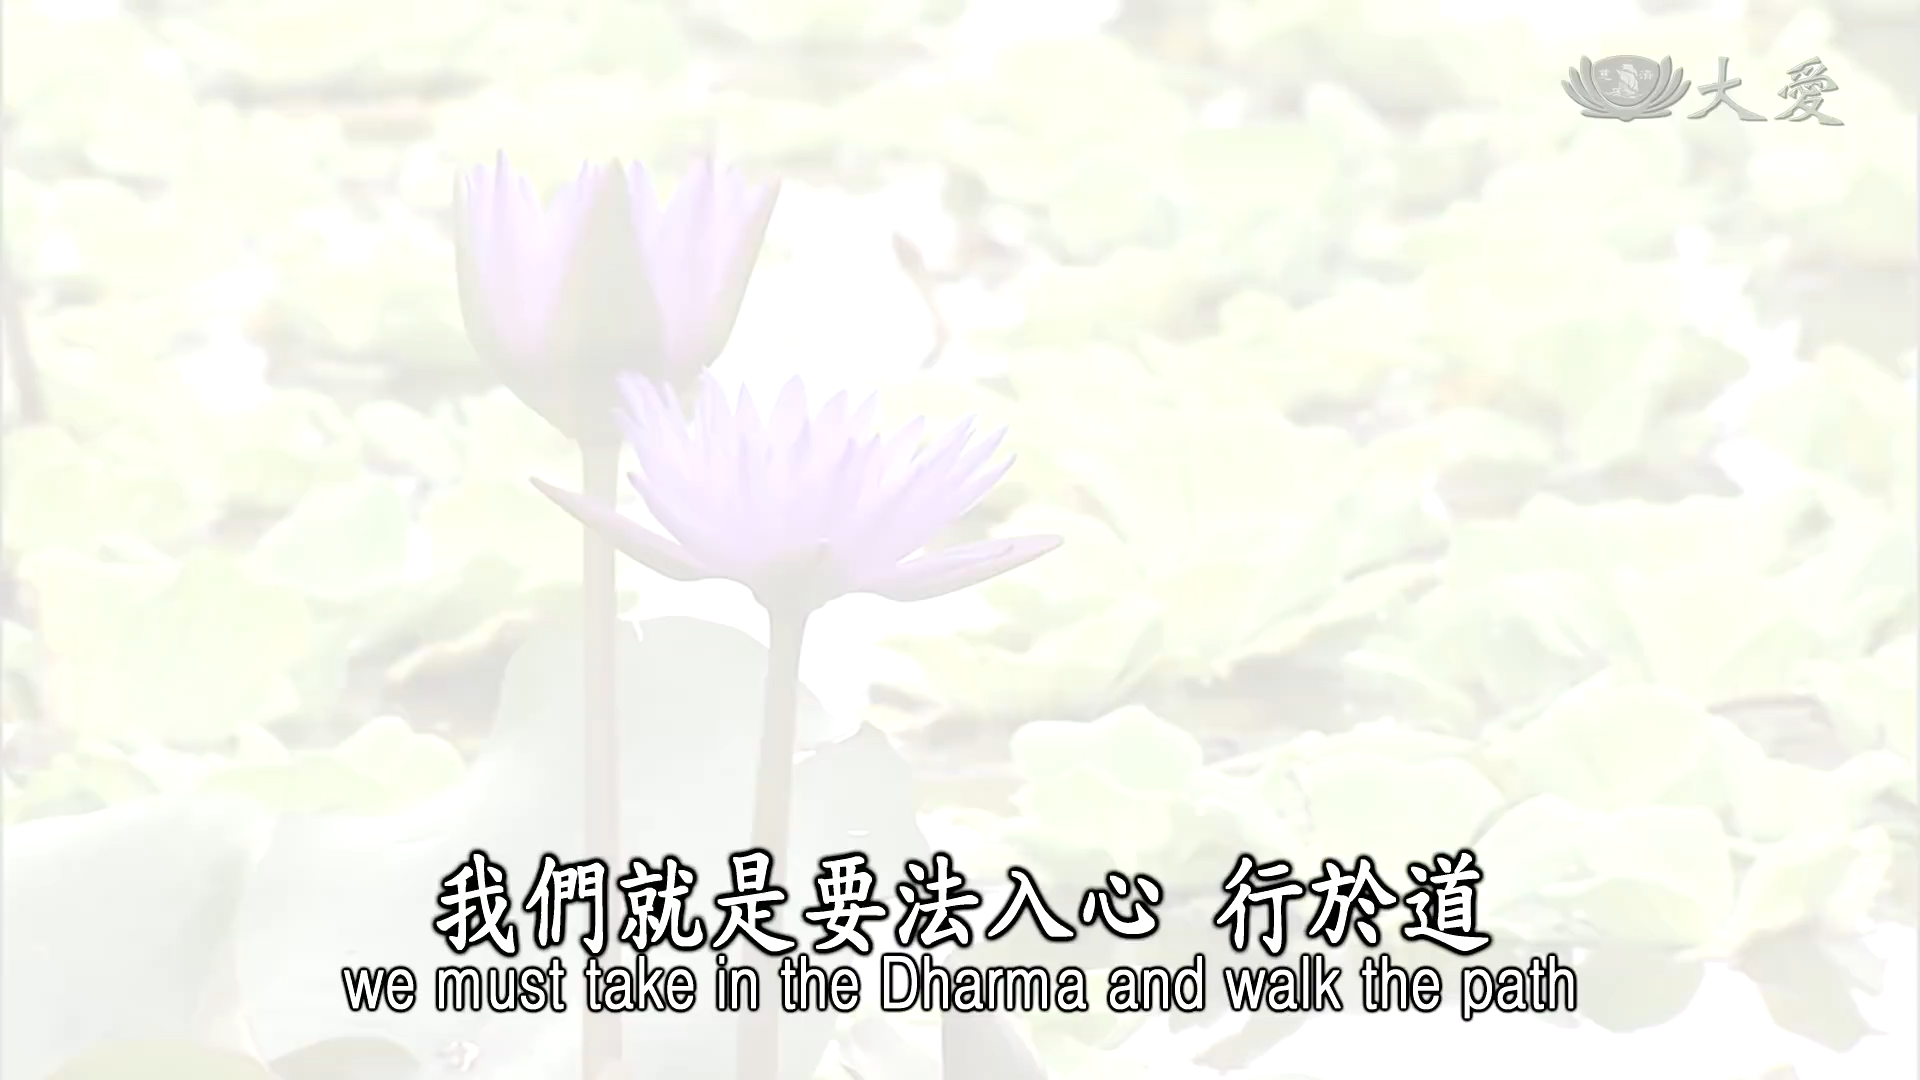 大愛
我們就是要法入心 行於道
we must take in the Dharma and walk the path